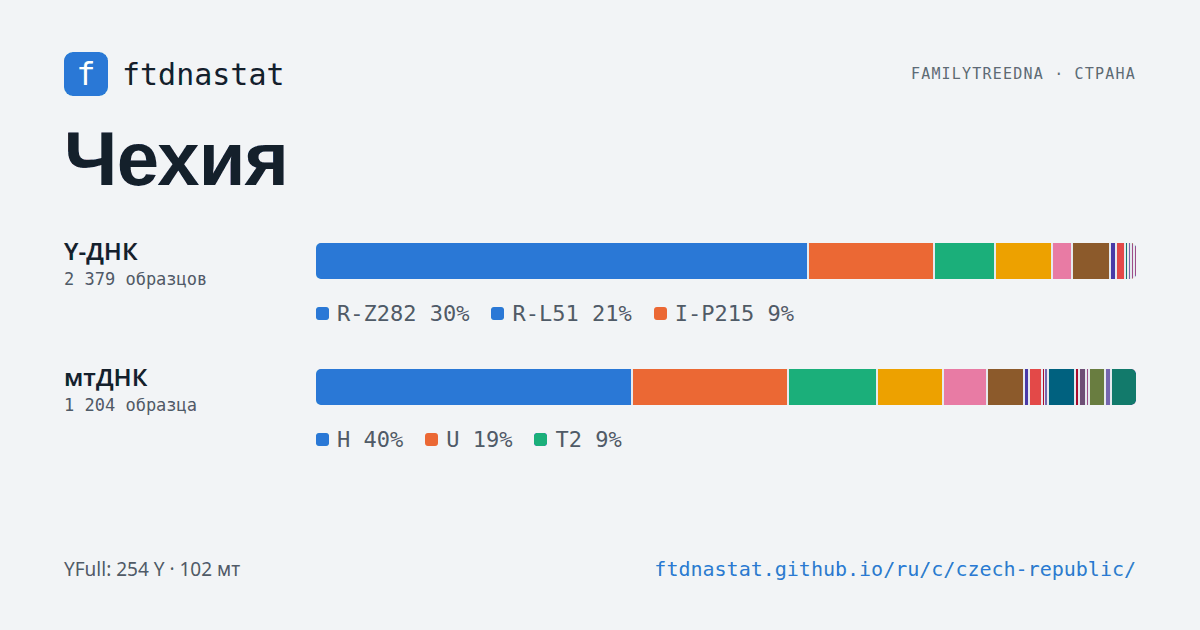 f ftdnastat
FAMILYTREEDNA · СТРАНА
Чехия
Y-ДНК
2 379 образцов
R-Z282 30% R-L51 21% I-P215 9%
мтДНК
1 204 образца
H 40% U 19% T2 9%
YFull: 254 Y · 102 мт
ftdnastat.github.io/ru/c/czech-republic/